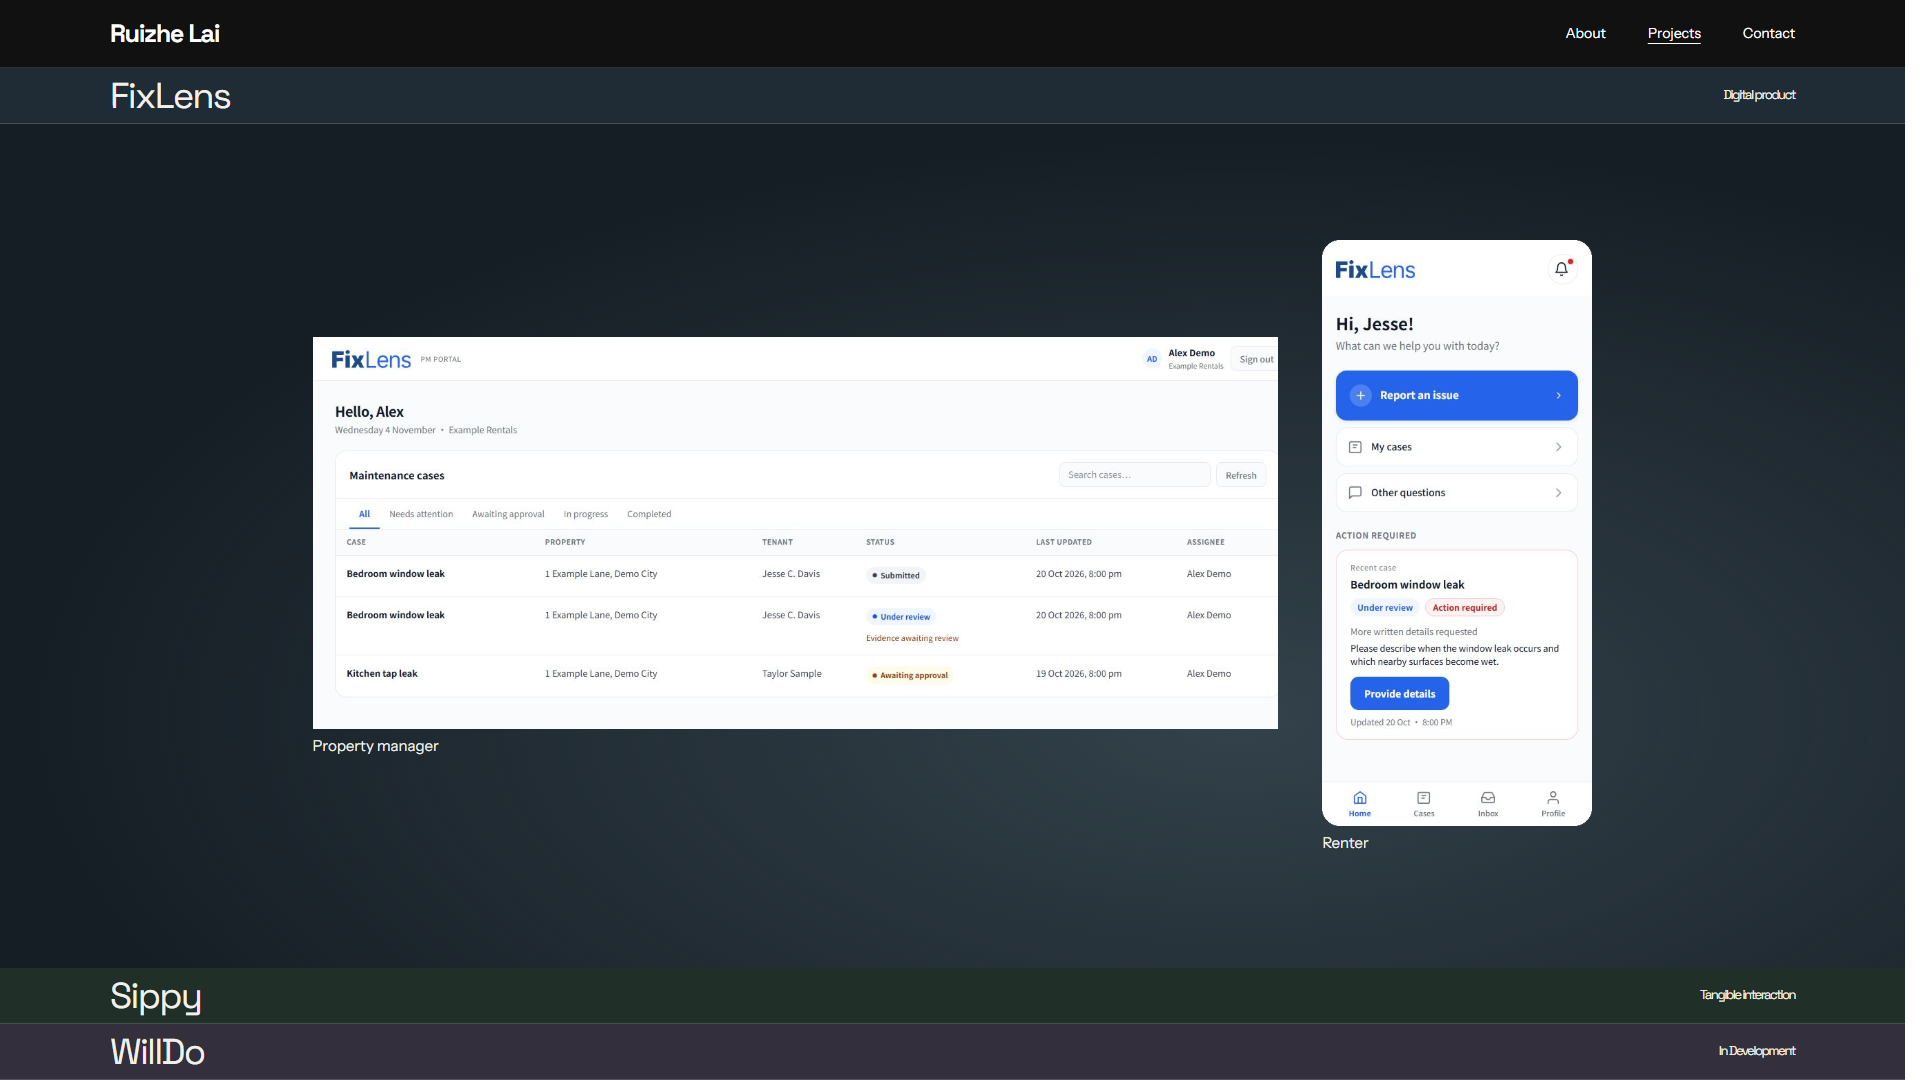 Ruizhe Lai
About
Projects
Contact
FixLens
Digital product
FixLens PM PORTAL
AD
Alex Demo
Example Rentals
Sign out
Hello, Alex
Wednesday 4 November • Example Rentals
Maintenance cases
Search cases...
Refresh
All
Needs attention
Awaiting approval
In progress
Completed
CASE PROPERTY TENANT STATUS LAST UPDATED ASSIGNEE
Bedroom window leak 1 Example Lane, Demo City Jesse C. Davis Submitted 20 Oct 2026, 8:00 pm Alex Demo
Bedroom window leak 1 Example Lane, Demo City Jesse C. Davis Under review 20 Oct 2026, 8:00 pm Alex Demo
Evidence awaiting review
Kitchen tap leak 1 Example Lane, Demo City Taylor Sample Awaiting approval 19 Oct 2026, 8:00 pm Alex Demo
Property manager
FixLens
Hi, Jesse!
What can we help you with today?
Report an issue
My cases
Other questions
ACTION REQUIRED
Recent case
Bedroom window leak
Under review
Action required
More written details requested
Please describe when the window leak occurs and
which nearby surfaces become wet.
Provide details
Updated 20 Oct • 8:00 PM
Home
Cases
Inbox
Profile
Renter
Sippy
Tangible interaction
WillDo
In Development